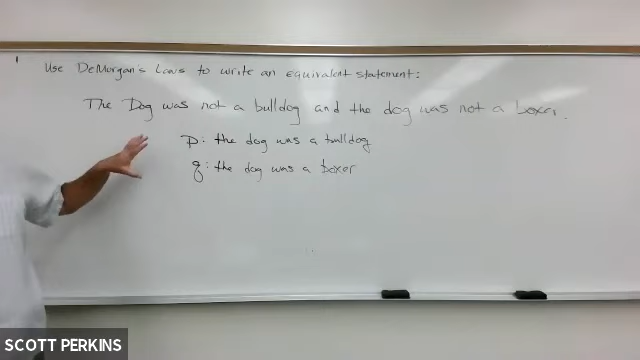 Use DeMorgan's Laws to write an equivalent statement:
The Dog was not a bulldog and the dog was not a boxer.
p: the dog was a bulldog
q: the dog was a boxer
SCOTT PERKINS